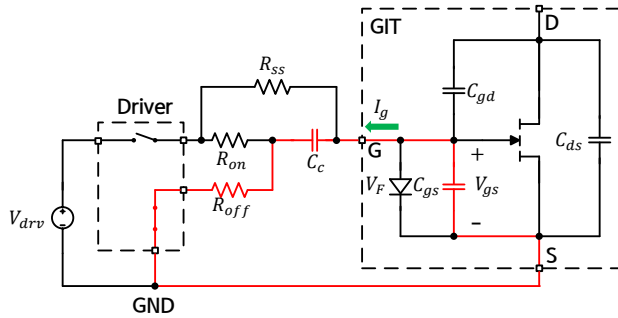 GIT
D
R_ss
C_gd
Driver
I_g
G
R_on
C_c
+
C_ds
V_F
C_gs
V_gs
R_off
V_drv
-
S
GND